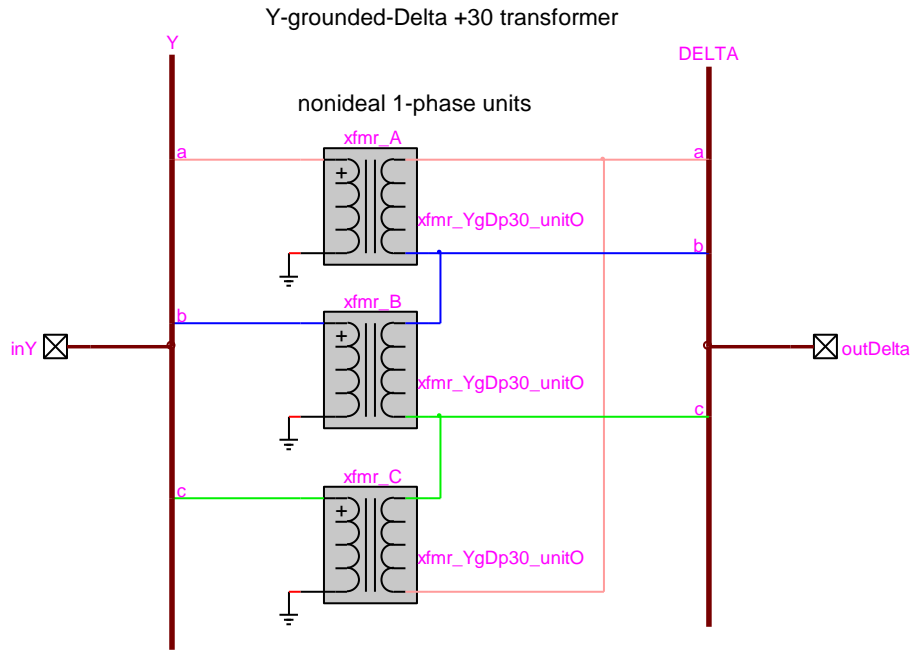 Y-grounded-Delta +30 transformer
Y
DELTA
nonideal 1-phase units
xfmr_A
a
+
a
xfmr_YgDp30_unitO
b
xfmr_B
b
+
inY
outDelta
xfmr_YgDp30_unitO
c
xfmr_C
c
+
xfmr_YgDp30_unitO